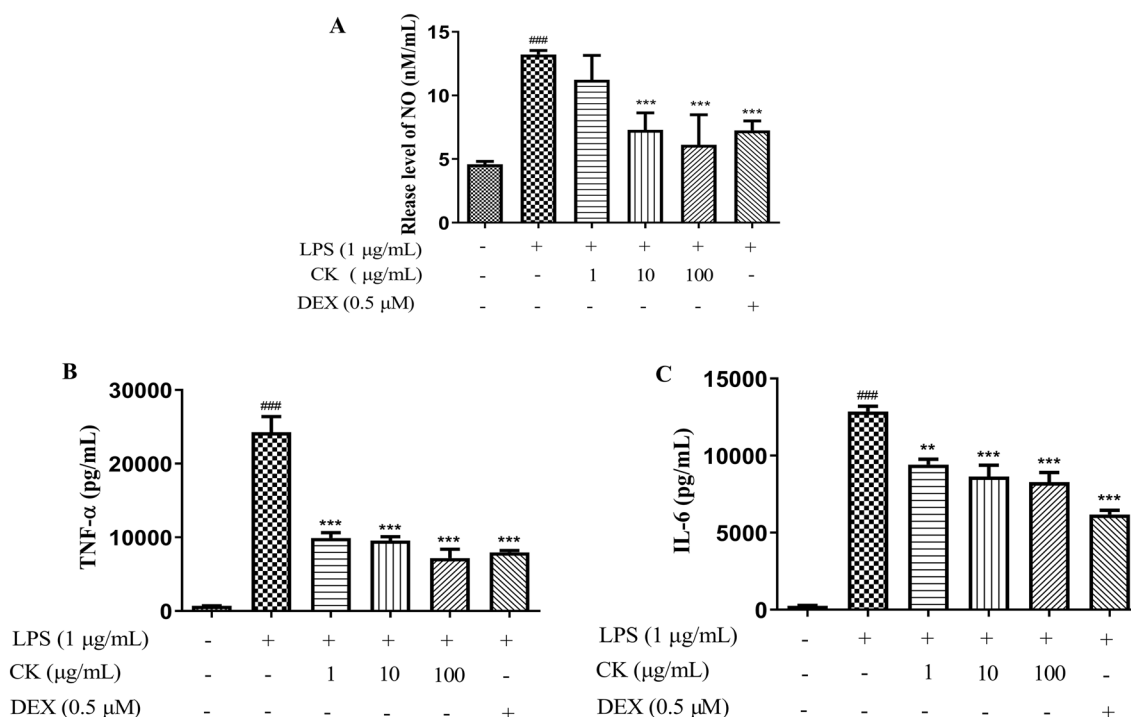 A
Rlease level of NO (nM/mL)
15
10
5
0
###
*** *** ***
LPS (1 μg/mL) - + + + + +
CK ( μg/mL) - - 1 10 100 -
DEX (0.5 μM) - - - - - +
B
TNF-α (pg/mL)
30000
20000
10000
0
###
*** *** *** ***
LPS (1 μg/mL) - + + + + +
CK (μg/mL) - - 1 10 100 -
DEX (0.5 μM) - - - - - +
C
IL-6 (pg/mL)
15000
10000
5000
0
###
** *** *** ***
LPS (1 μg/mL) - + + + + +
CK (μg/mL) - - 1 10 100 -
DEX (0.5 μM) - - - - - +